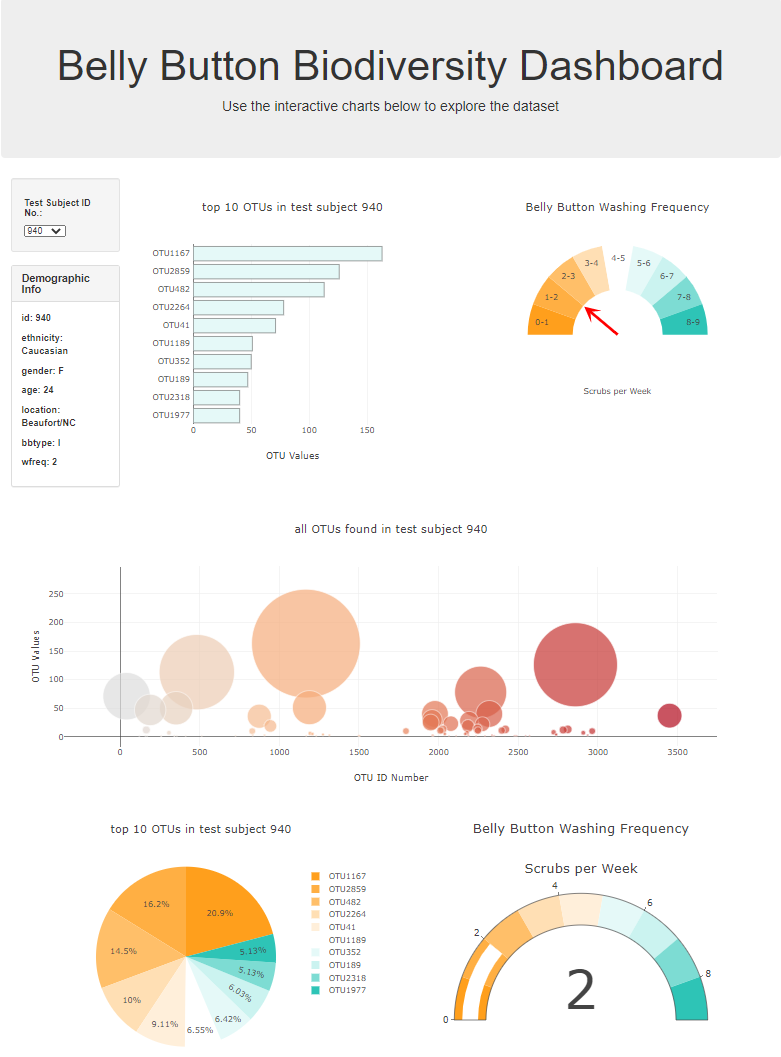 Belly Button Biodiversity Dashboard
Use the interactive charts below to explore the dataset
Test Subject ID
No.:
940
Demographic
Info
id: 940
ethnicity:
Caucasian
gender: F
age: 24
location:
Beaufort/NC
bbtype: I
wfreq: 2
top 10 OTUs in test subject 940
OTU1167
OTU2859
OTU482
OTU2264
OTU41
OTU1189
OTU352
OTU189
OTU2318
OTU1977
0 50 100 150
OTU Values
Belly Button Washing Frequency
0-1
1-2
2-3
3-4
4-5
5-6
6-7
7-8
8-9
Scrubs per Week
all OTUs found in test subject 940
OTU Values
250
200
150
100
50
0
0 500 1000 1500 2000 2500 3000 3500
OTU ID Number
top 10 OTUs in test subject 940
20.9%
16.2%
14.5%
10%
9.11%
6.55%
6.42%
6.03%
5.13%
5.13%
OTU1167
OTU2859
OTU482
OTU2264
OTU41
OTU1189
OTU352
OTU189
OTU2318
OTU1977
Belly Button Washing Frequency
Scrubs per Week
0
2
4
6
8
2